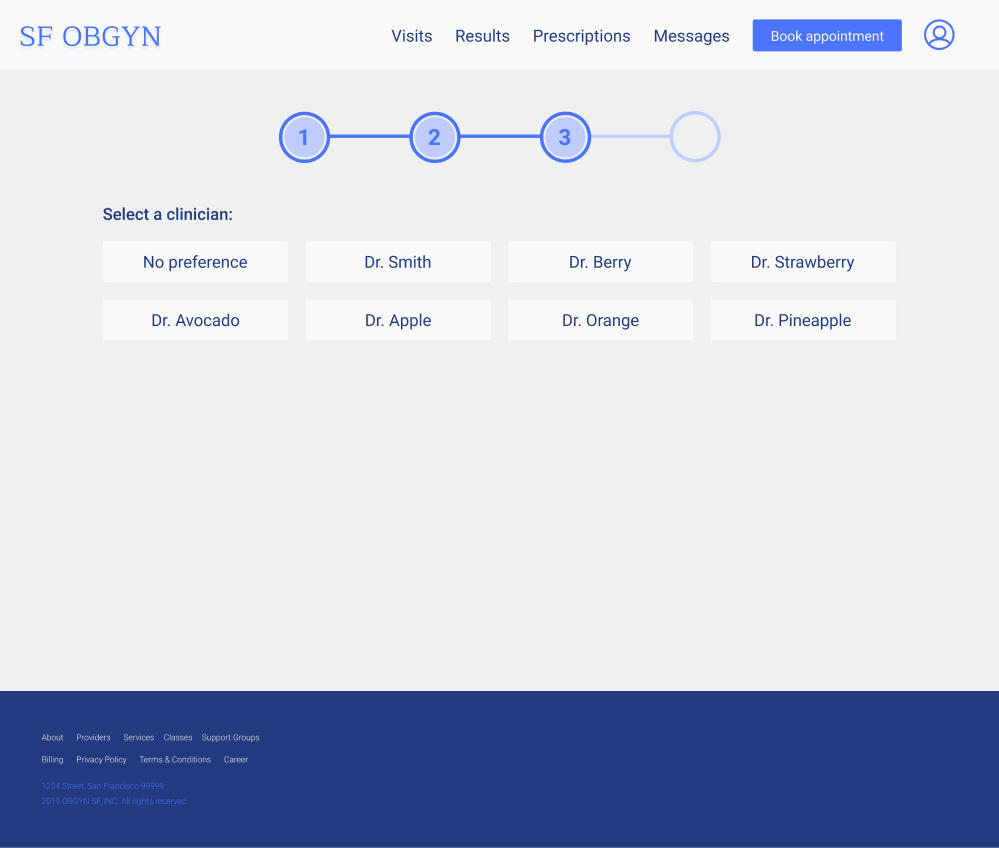 SF OBGYN
Visits Results Prescriptions Messages Book appointment
1 2 3
Select a clinician:
No preference Dr. Smith Dr. Berry Dr. Strawberry
Dr. Avocado Dr. Apple Dr. Orange Dr. Pineapple
About Providers Services Classes Support Groups
Billing Privacy Policy Terms & Conditions Career
1234 Street, San Francisco 99999
2019 OBGYN SF, INC. All rights reserved